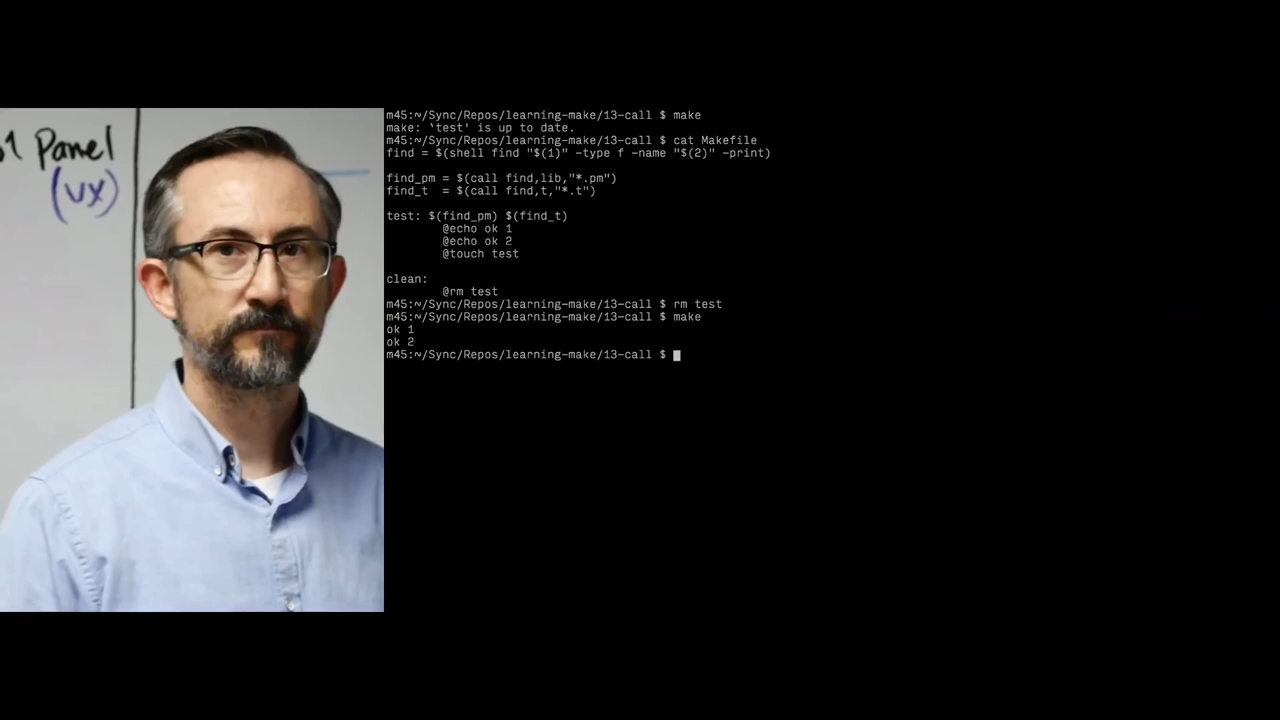 Panel
(VX)
m45:~/Sync/Repos/learning-make/13-call $ make
make: `test' is up to date.
m45:~/Sync/Repos/learning-make/13-call $ cat Makefile
find = $(shell find "$(1)" -type f -name "$(2)" -print)
find_pm = $(call find,lib,"*.pm")
find_t  = $(call find,t,"*.t")
test: $(find_pm) $(find_t)
        @echo ok 1
        @echo ok 2
        @touch test
clean:
        @rm test
m45:~/Sync/Repos/learning-make/13-call $ rm test
m45:~/Sync/Repos/learning-make/13-call $ make
ok 1
ok 2
m45:~/Sync/Repos/learning-make/13-call $